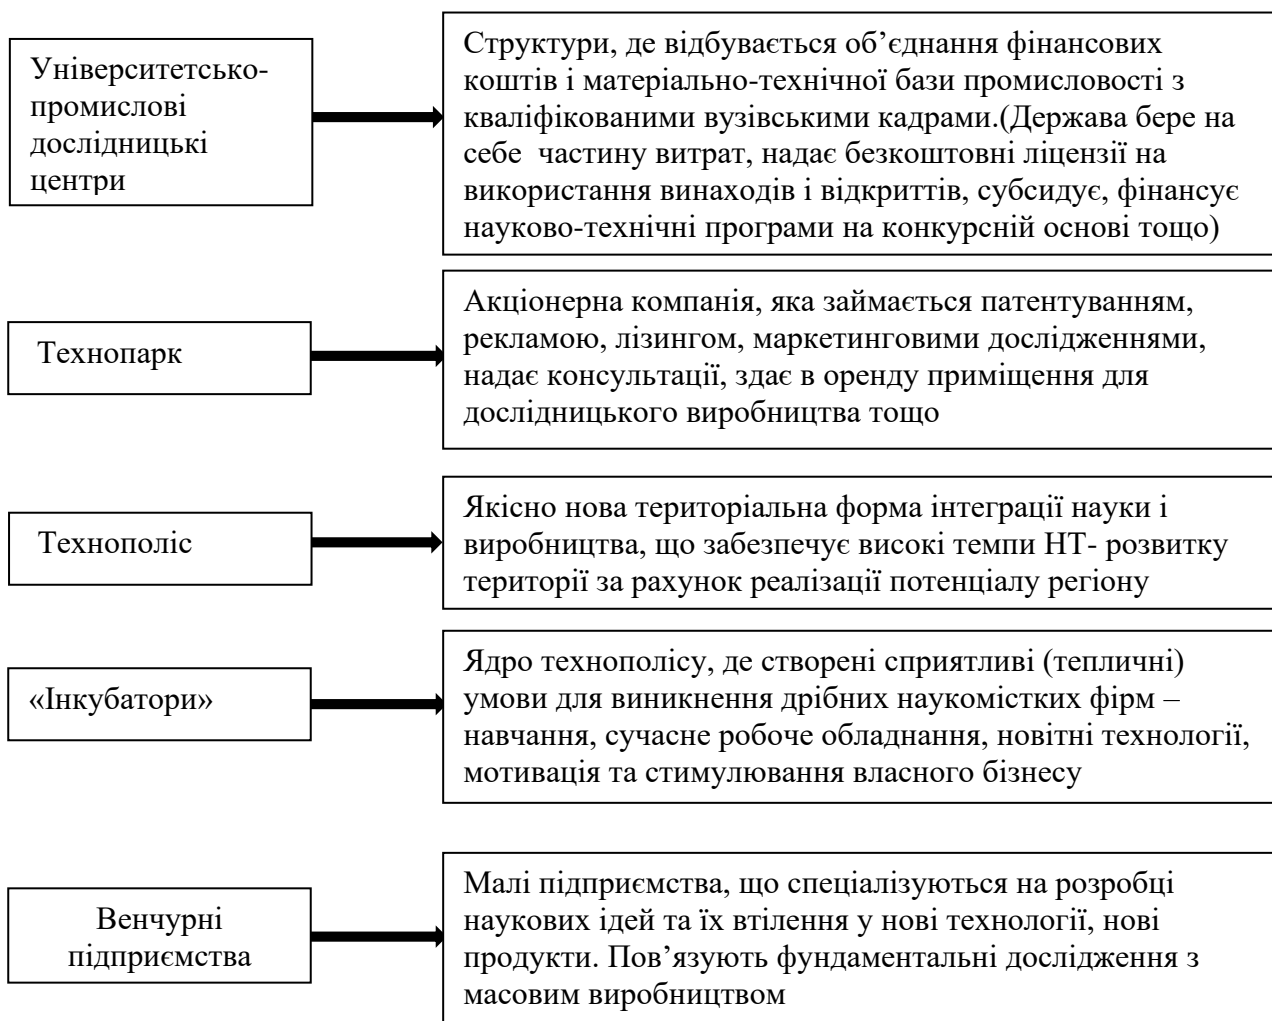 Університетсько-
промислові
дослідницькі
центри
Структури, де відбувається об’єднання фінансових
коштів і матеріально-технічної бази промисловості з
кваліфікованими вузівськими кадрами.(Держава бере на
себе  частину витрат, надає безкоштовні ліцензії на
використання винаходів і відкриттів, субсидує, фінансує
науково-технічні програми на конкурсній основі тощо)
Технопарк
Акціонерна компанія, яка займається патентуванням,
рекламою, лізингом, маркетинговими дослідженнями,
надає консультації, здає в оренду приміщення для
дослідницького виробництва тощо
Технополіс
Якісно нова територіальна форма інтеграції науки і
виробництва, що забезпечує високі темпи НТ- розвитку
території за рахунок реалізації потенціалу регіону
«Інкубатори»
Ядро технополісу, де створені сприятливі (тепличні)
умови для виникнення дрібних наукомістких фірм –
навчання, сучасне робоче обладнання, новітні технології,
мотивація та стимулювання власного бізнесу
Венчурні
підприємства
Малі підприємства, що спеціалізуються на розробці
наукових ідей та їх втілення у нові технології, нові
продукти. Пов’язують фундаментальні дослідження з
масовим виробництвом